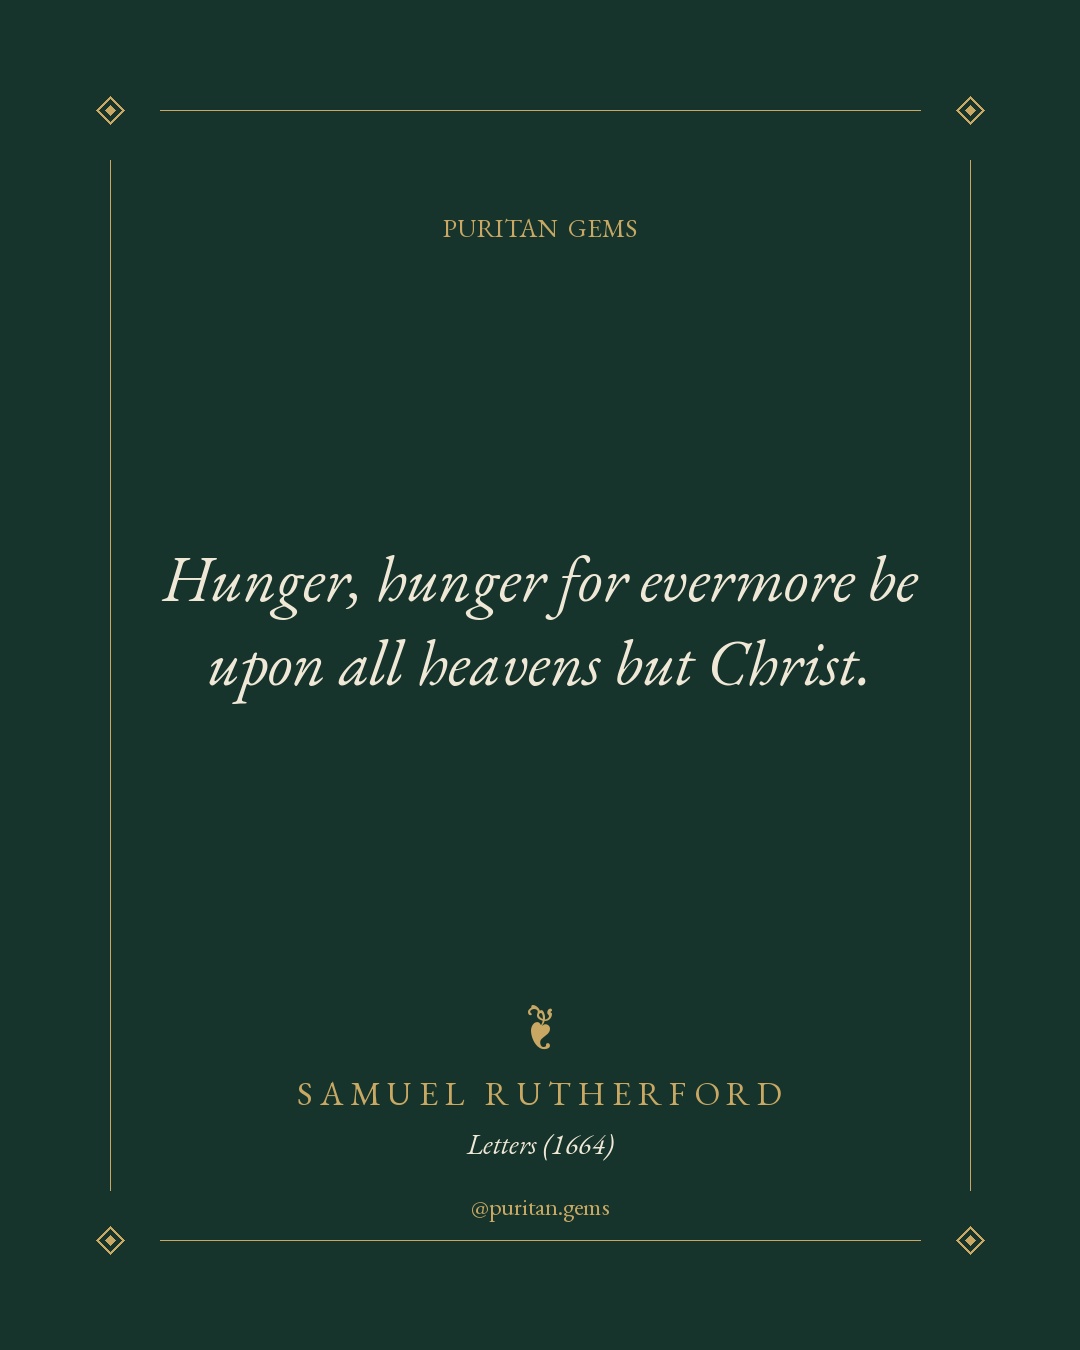 PURITAN GEMS
Hunger, hunger for evermore be
upon all heavens but Christ.
SAMUEL RUTHERFORD
Letters (1664)
@puritan.gems